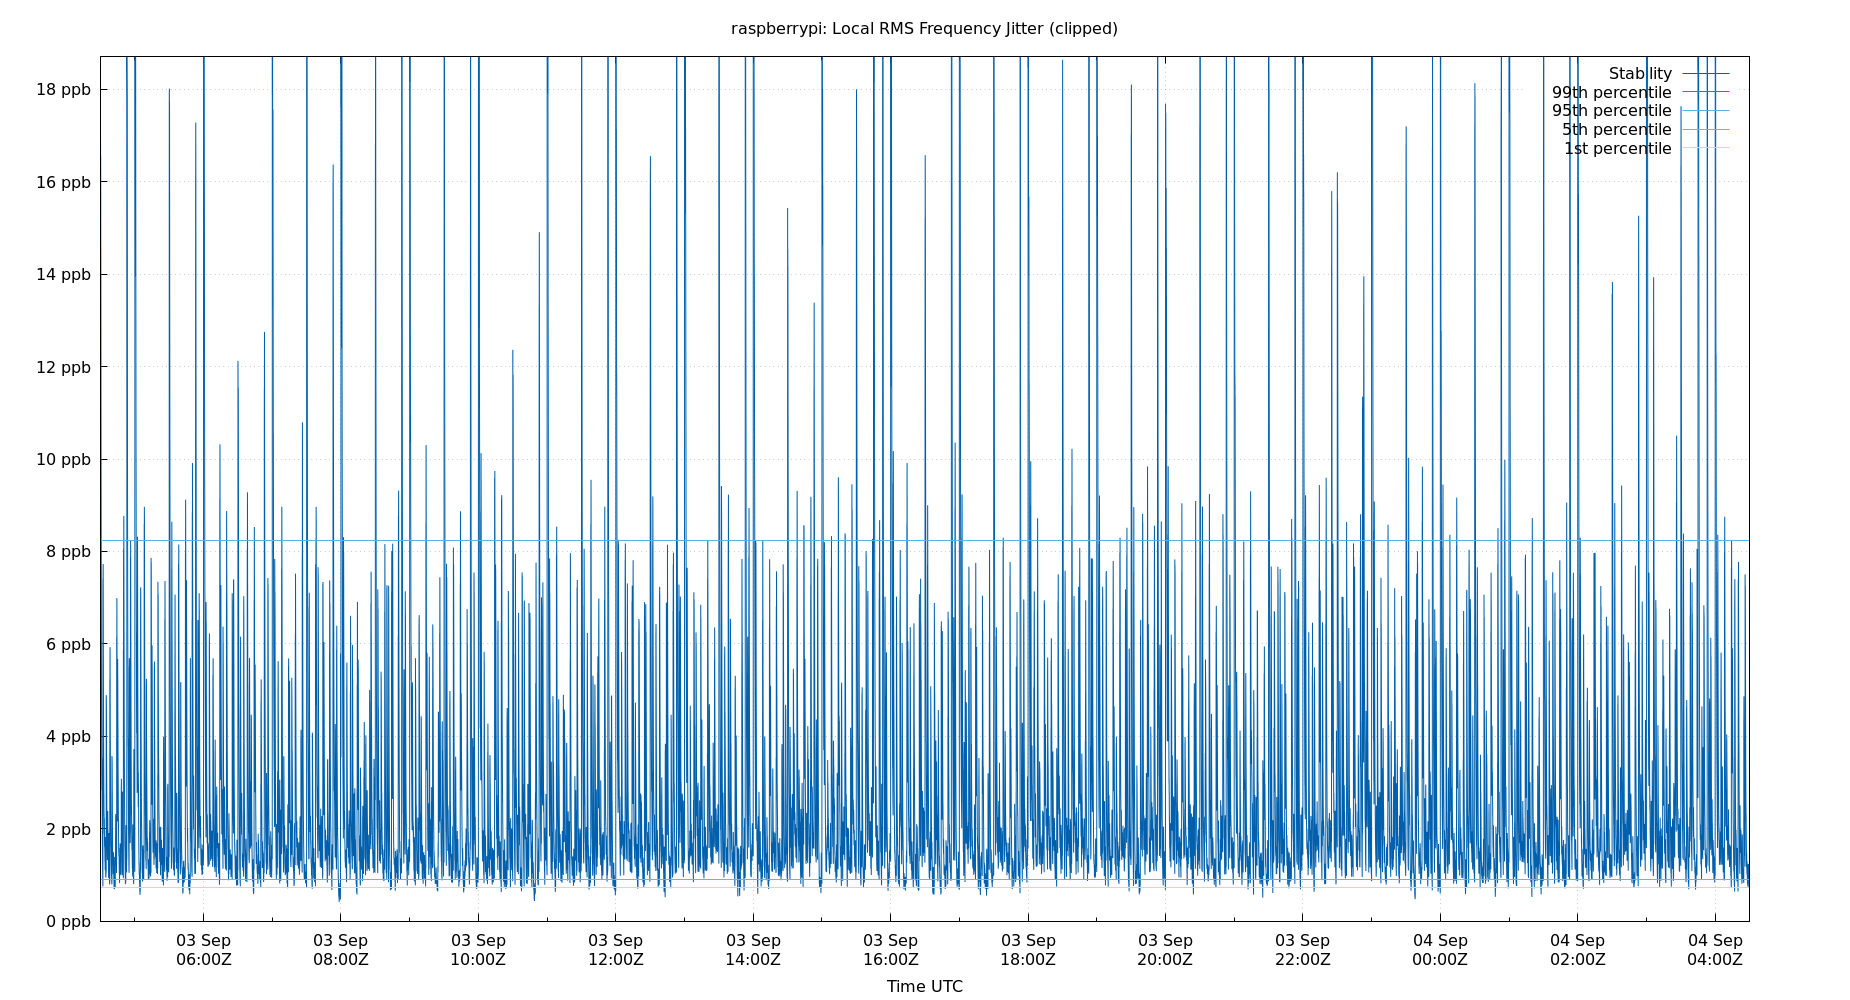 raspberrypi: Local RMS Frequency Jitter (clipped)
Stability
99th percentile
95th percentile
5th percentile
1st percentile
18 ppb
16 ppb
14 ppb
12 ppb
10 ppb
8 ppb
6 ppb
4 ppb
2 ppb
0 ppb
03 Sep 03 Sep 03 Sep 03 Sep 03 Sep 03 Sep 03 Sep 03 Sep 03 Sep 04 Sep 04 Sep 04 Sep
06:00Z 08:00Z 10:00Z 12:00Z 14:00Z 16:00Z 18:00Z 20:00Z 22:00Z 00:00Z 02:00Z 04:00Z
Time UTC